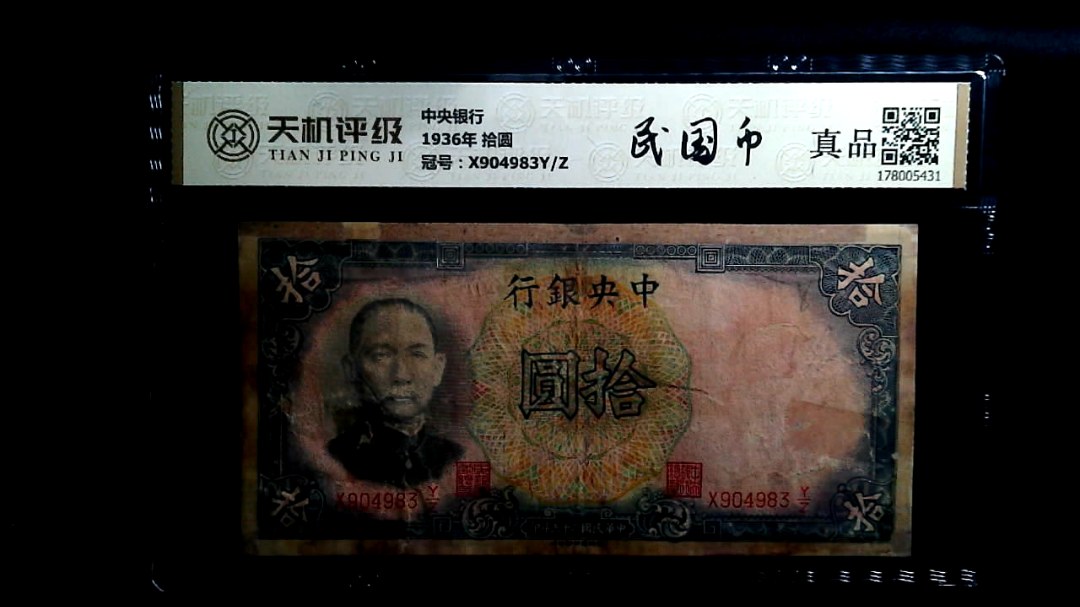 天机评级
TIAN JI PING JI
中央银行
1936年 拾圆
冠号：X904983Y/Z
民国币
真品
178005431
拾
拾
行銀央中
圓拾
X904983 Y/Z
X904983 Y/Z
拾
拾